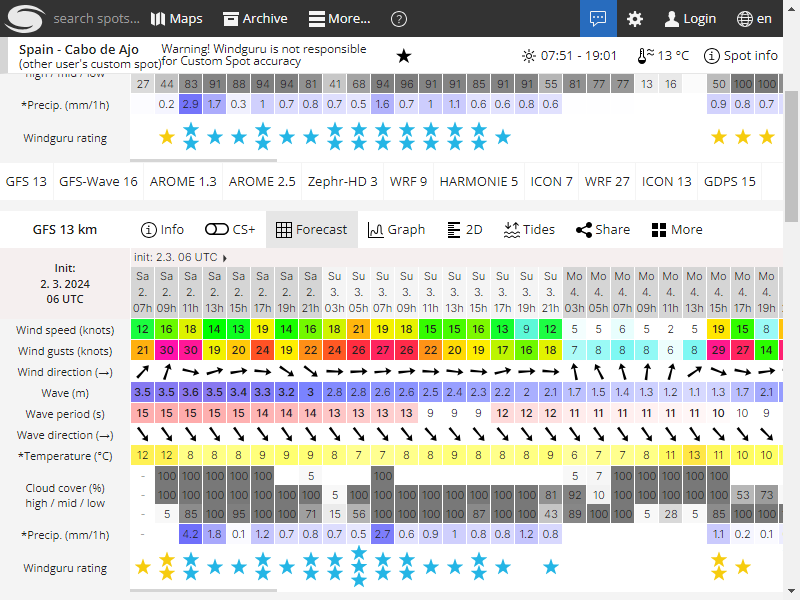 search spots...
Maps
Archive
More...
?
Login
en
Spain - Cabo de Ajo
(other user's custom spot)
Warning! Windguru is not responsible
for Custom Spot accuracy
07:51 - 19:01
13 °C
Spot info
high / mid / low
27 44 83 91 88 94 94 81 41 68 94 96 91 91 86 91 91 55 81 77 77 13 16 50 100 100
*Precip. (mm/1h)
0.2 2.9 1.7 0.3 1 0.7 0.8 0.7 0.5 1.6 0.7 1 1.1 0.6 0.6 0.8 0.6 0.9 0.8 0.7
Windguru rating
GFS 13 GFS-Wave 16 AROME 1.3 AROME 2.5 Zephr-HD 3 WRF 9 HARMONIE 5 ICON 7 WRF 27 ICON 13 GDPS 15
GFS 13 km
Info
CS+
Forecast
Graph
2D
Tides
Share
More
init: 2.3. 06 UTC
Init:
2. 3. 2024
06 UTC
Sa Sa Sa Sa Sa Sa Sa Sa Su Su Su Su Su Su Su Su Su Su Mo Mo Mo Mo Mo Mo Mo Mo Mo
2. 2. 2. 2. 2. 2. 2. 2. 3. 3. 3. 3. 3. 3. 3. 3. 3. 3. 4. 4. 4. 4. 4. 4. 4. 4. 4.
07h 09h 11h 13h 15h 17h 19h 21h 03h 05h 07h 09h 11h 13h 15h 17h 19h 21h 03h 05h 07h 09h 11h 13h 15h 17h 19h
Wind speed (knots)
12 16 18 14 13 19 14 16 18 21 19 18 15 15 16 13 9 12 5 5 6 5 2 5 19 15 8
Wind gusts (knots)
21 30 30 19 20 24 19 22 24 26 27 26 22 20 19 17 16 18 7 8 8 8 6 8 29 27 14
Wind direction (→)
Wave (m)
3.5 3.5 3.6 3.5 3.4 3.3 3.2 3 2.8 2.8 2.6 2.6 2.5 2.4 2.3 2.2 2 2.1 1.7 1.5 1.4 1.3 1.2 1.1 1.3 1.7 2.1
Wave period (s)
15 15 15 15 15 14 14 14 13 13 13 13 9 9 9 12 12 12 11 11 11 11 11 11 10 10 9
Wave direction (→)
*Temperature (°C)
12 12 8 8 8 9 9 9 8 7 7 8 8 9 8 8 8 9 6 7 7 8 11 13 11 10 10
Cloud cover (%)
high / mid / low
- 100 100 100 100 100 5 100 5 7 100 100 100 100 100
- 100 100 100 100 100 100 100 5 100 100 100 100 100 100 100 100 81 92 10 100 100 100 100 100 53 73
- 5 85 100 95 100 100 71 15 56 100 100 100 100 87 100 100 43 89 100 100 5 28 5 85 100 100
*Precip. (mm/1h)
- 4.2 1.8 0.1 1.2 0.7 0.8 0.7 0.5 2.7 0.6 0.9 1 0.8 0.8 1.2 0.8 1.1 0.2 0.1
Windguru rating